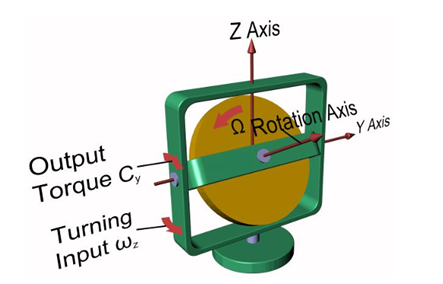 Z Axis
Ω Rotation Axis
Y Axis
Output
Torque Cy
Turning
Input ωz